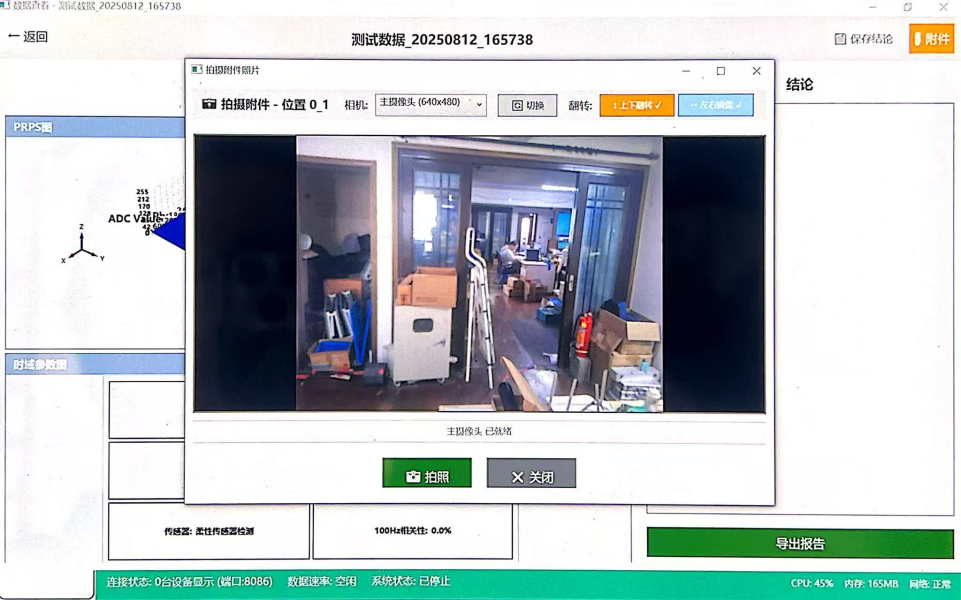 数据查看 - 测试数据_20250812_165738
←返回
测试数据_20250812_165738
保存结论
附件
拍摄附件照片
结论
拍摄附件 - 位置 0_1
相机:
主摄像头 (640x480)
切换
翻转:
↕上下翻转✓
↔左右镜像✓
PRPS图
255
212
170
ADC Value
0
Z
X
Y
时域参数图
主摄像头 已就绪
拍照
关闭
传感器: 柔性传感器检测
100Hz相关性: 0.0%
导出报告
连接状态: 0台设备显示 (端口:8086)
数据速率: 空闲
系统状态: 已停止
CPU: 45%
内存: 165MB
网络: 正常